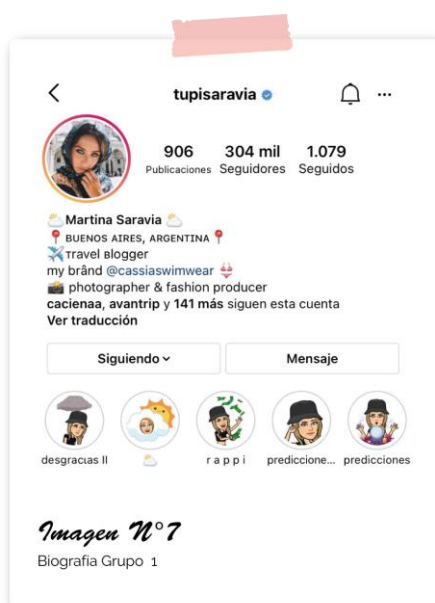 tupisaravia
906 304 mil 1.079
Publicaciones Seguidores Seguidos
Martina Saravia
BUENOS AIRES, ARGENTINA
Travel Blogger
my brând @cassiaswimwear
photographer & fashion producer
cacienaa, avantrip y 141 más siguen esta cuenta
Ver traducción
Siguiendo Mensaje
desgracias II r a p p i prediccione... predicciones
Imagen N°7
Biografia Grupo 1